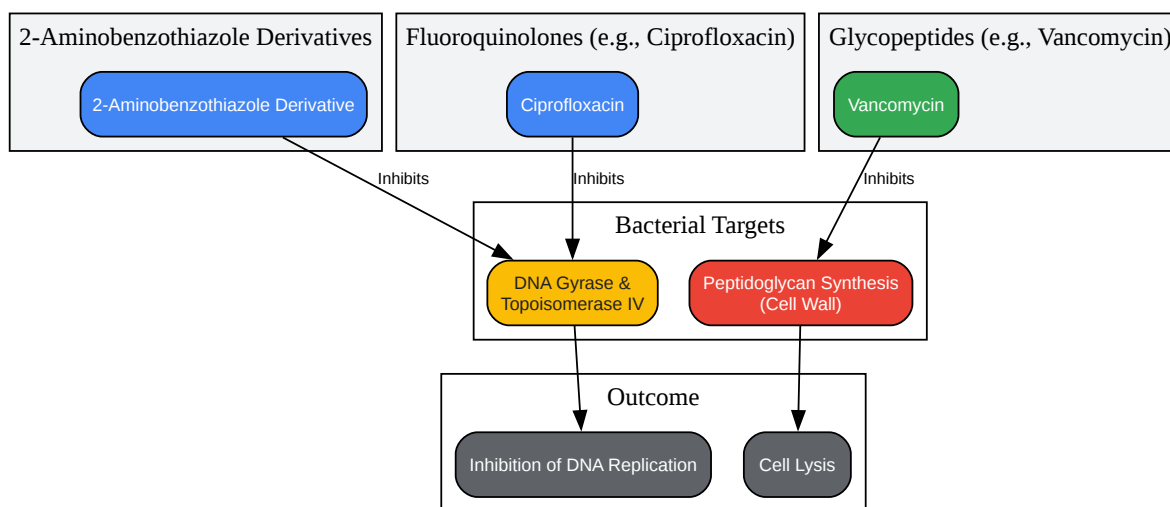 2-Aminobenzothiazole Derivatives
Fluoroquinolones (e.g., Ciprofloxacin)
Glycopeptides (e.g., Vancomycin)
2-Aminobenzothiazole Derivative
Ciprofloxacin
Vancomycin
Inhibits
Inhibits
Inhibits
Bacterial Targets
DNA Gyrase &
Topoisomerase IV
Peptidoglycan Synthesis
(Cell Wall)
Outcome
Inhibition of DNA Replication
Cell Lysis